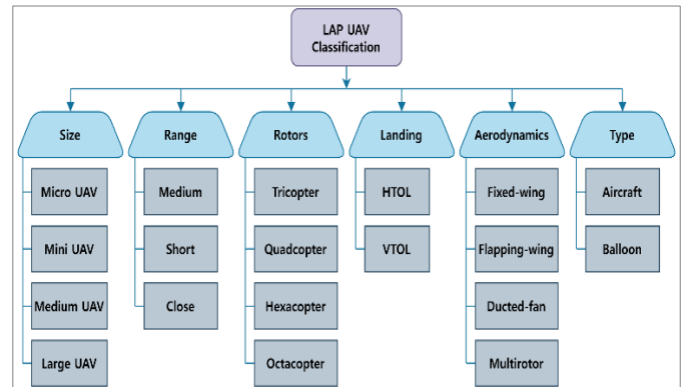 LAP UAV
Classification
Size
Range
Rotors
Landing
Aerodynamics
Type
Micro UAV
Medium
Tricopter
HTOL
Fixed-wing
Aircraft
Mini UAV
Short
Quadcopter
VTOL
Flapping-wing
Balloon
Medium UAV
Close
Hexacopter
Ducted-fan
Large UAV
Octacopter
Multirotor